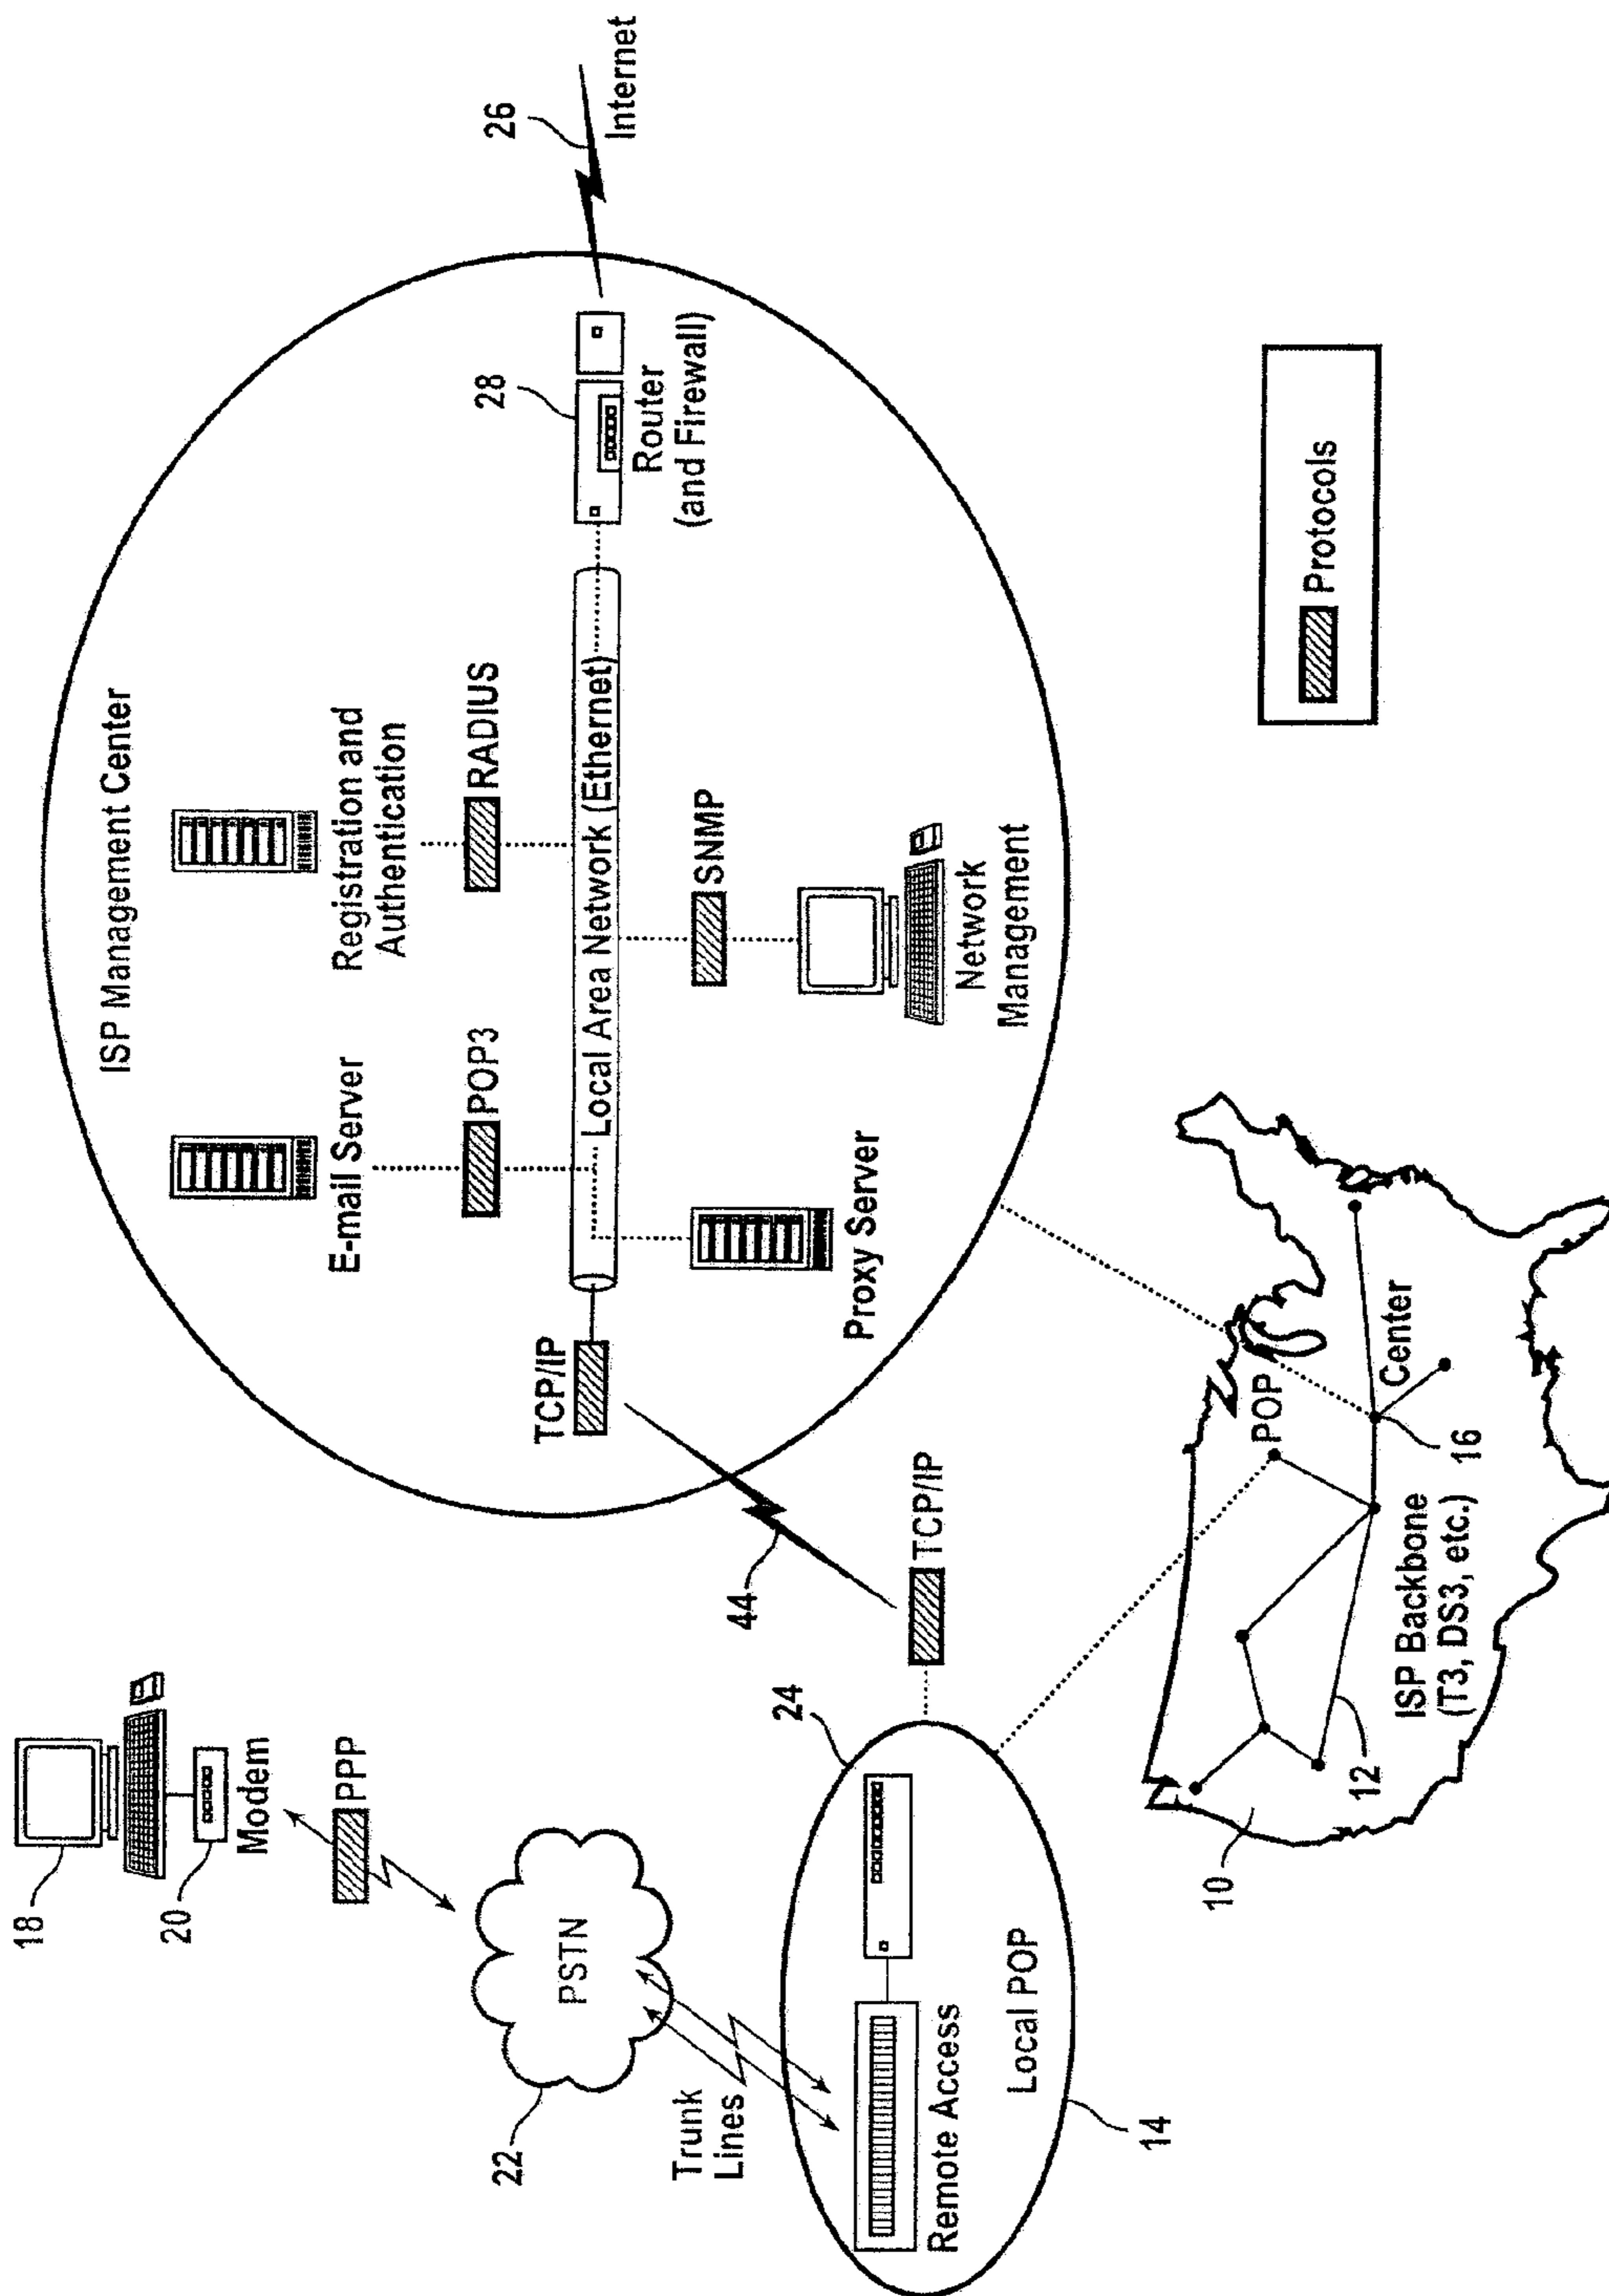 18
20
Modem
PPP
22
PSTN
Trunk
Lines
24
Remote Access
Local POP
14
44
TCP/IP
ISP Management Center
E-mail Server
Registration and
Authentication
POP3
RADIUS
TCP/IP
Local Area Network (Ethernet)
28
26
Internet
Router
(and Firewall)
SNMP
Proxy Server
Network
Management
10
12
ISP Backbone
(T3, DS3, etc.)
POP
16
Center
Protocols